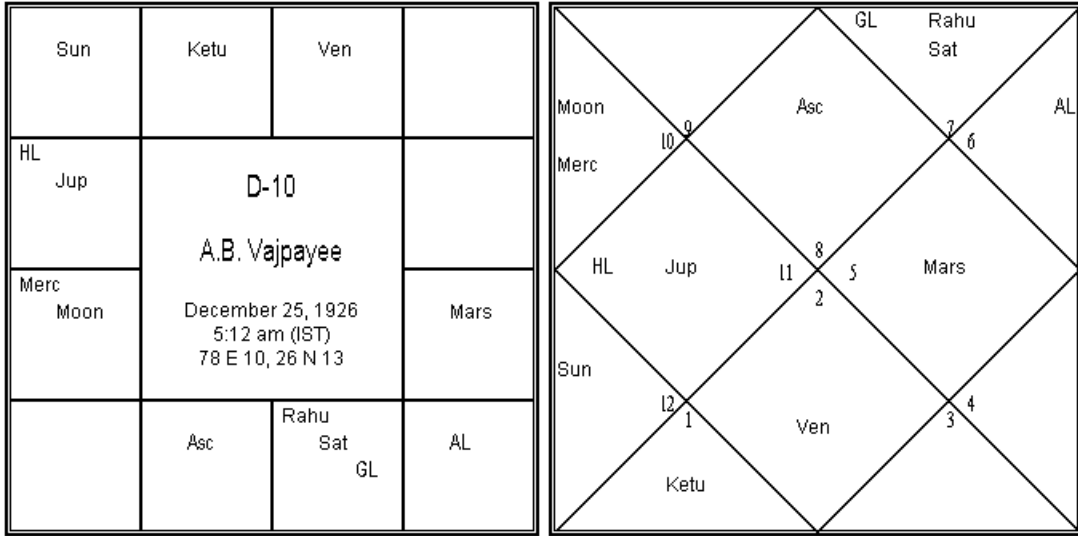 Sun Ketu Ven
HL
Jup
D-10
A.B. Vajpayee
December 25, 1926
5:12 am (IST)
78 E 10, 26 N 13
Merc
Moon
Mars
Asc
Rahu
Sat
GL
AL
GL Rahu
Sat
Moon Asc AL
9 7
10 6
Merc
8
HL Jup 11 5 Mars
2
Sun
12 4
1 3
Ven
Ketu